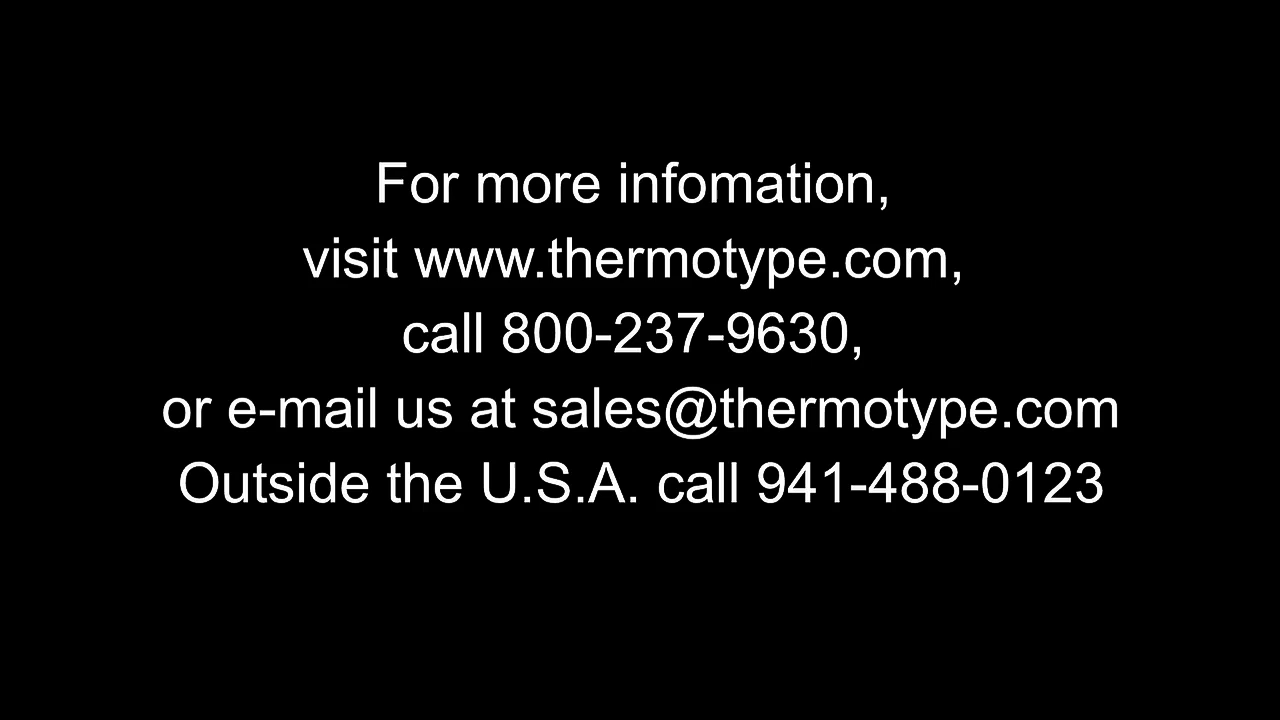 For more infomation,
visit www.thermotype.com,
call 800-237-9630,
or e-mail us at sales@thermotype.com
Outside the U.S.A. call 941-488-0123